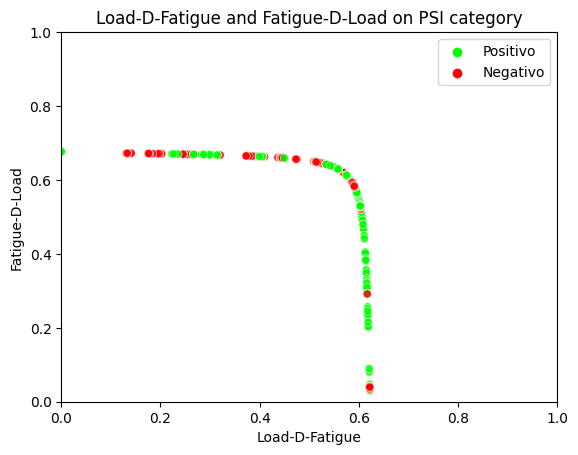 Load-D-Fatigue and Fatigue-D-Load on PSI category
Positivo
Negativo
Fatigue-D-Load
1.0
0.8
0.6
0.4
0.2
0.0
0.0 0.2 0.4 0.6 0.8 1.0
Load-D-Fatigue